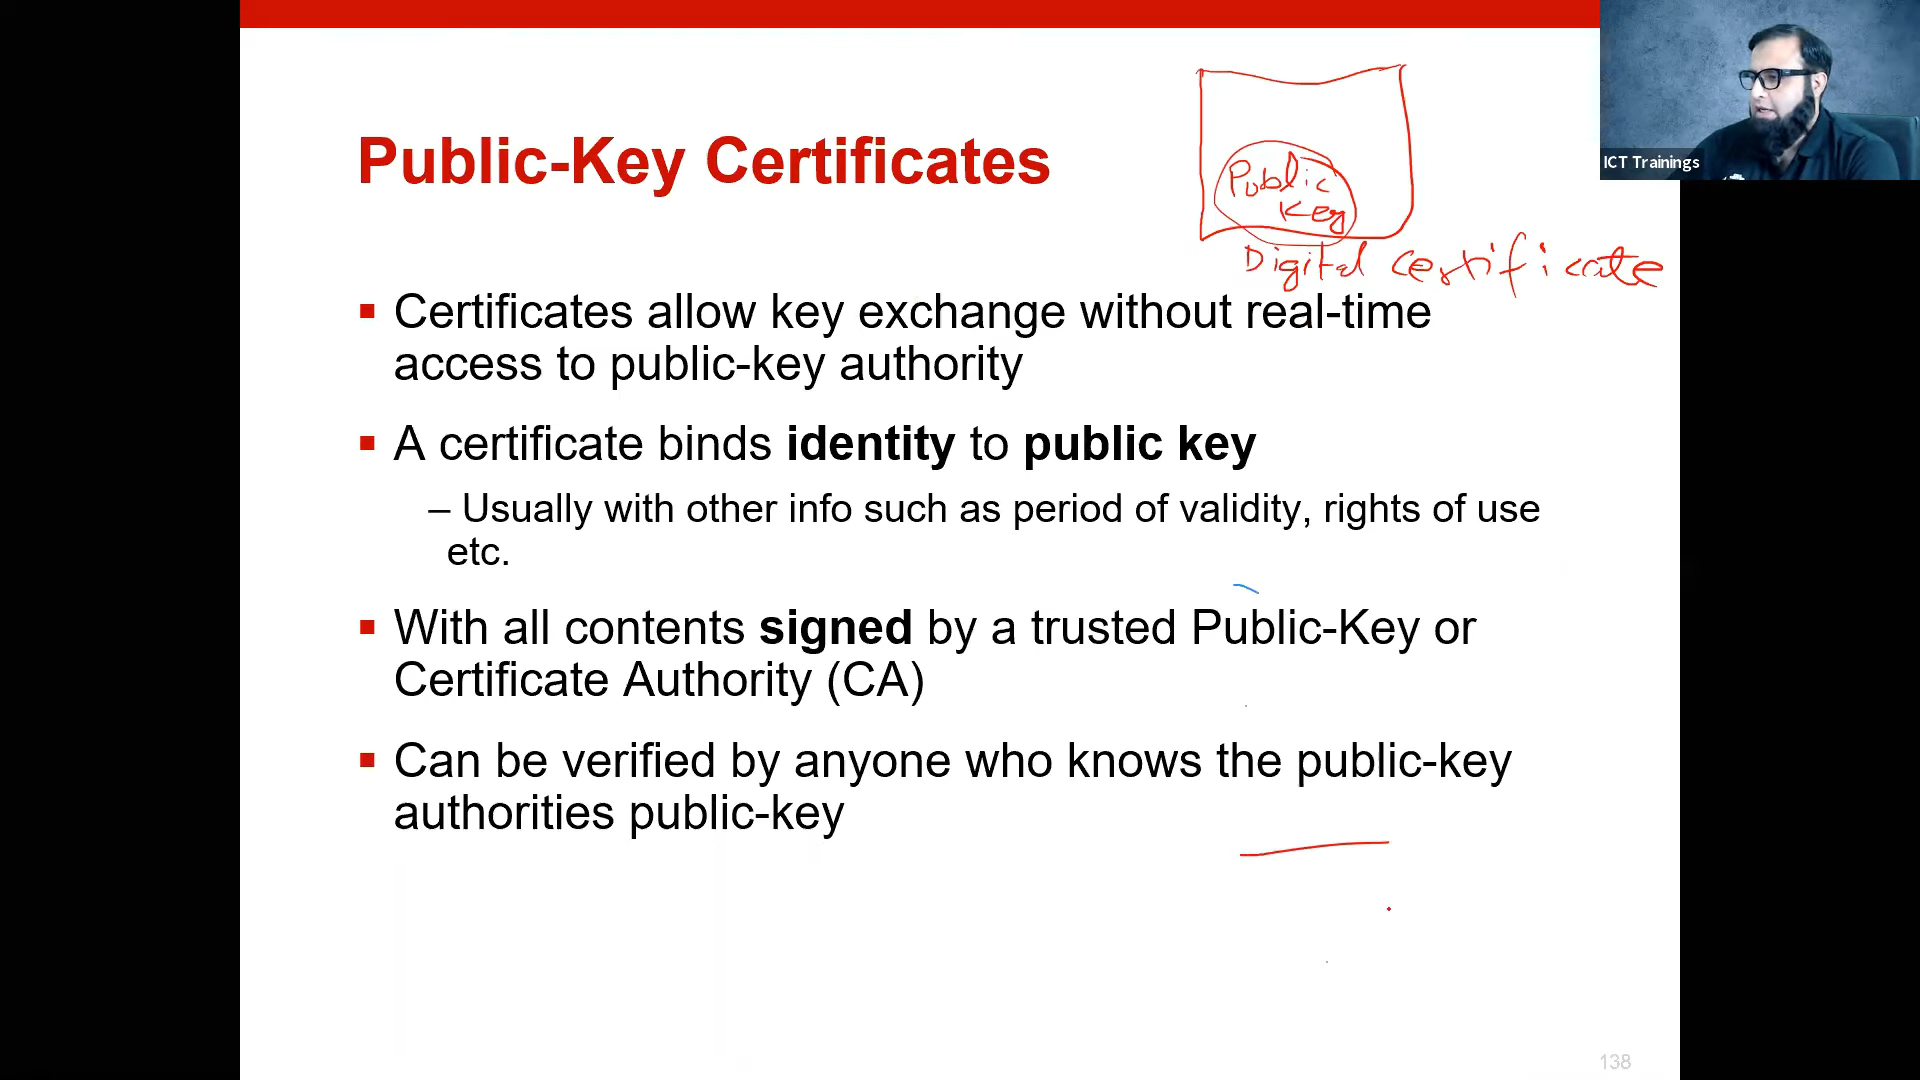 Public-Key Certificates
Public
Key
Digital certificate
ICT Trainings
▪ Certificates allow key exchange without real-time
access to public-key authority
▪ A certificate binds identity to public key
– Usually with other info such as period of validity, rights of use
etc.
▪ With all contents signed by a trusted Public-Key or
Certificate Authority (CA)
▪ Can be verified by anyone who knows the public-key
authorities public-key
138